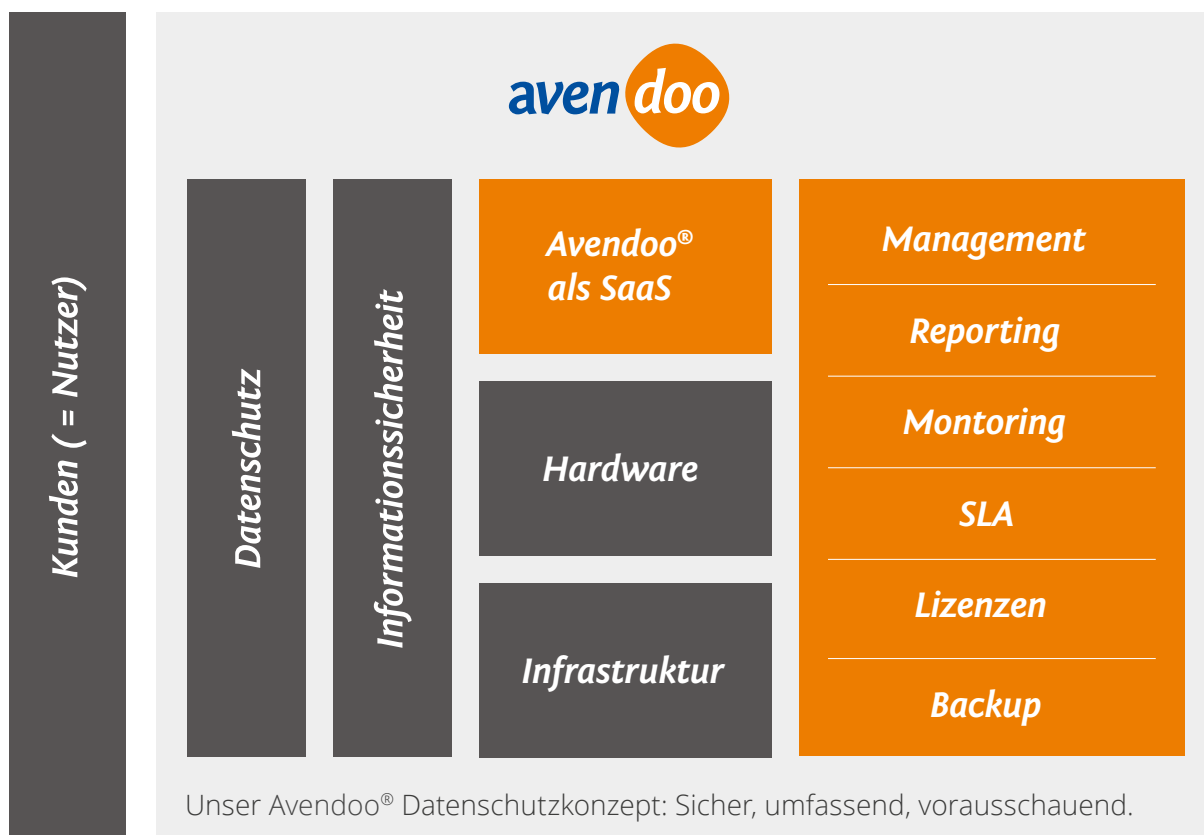 Kunden ( = Nutzer)
avendoo
Datenschutz
Informationssicherheit
Avendoo®
als SaaS
Hardware
Infrastruktur
Management
Reporting
Montoring
SLA
Lizenzen
Backup
Unser Avendoo® Datenschutzkonzept: Sicher, umfassend, vorausschauend.